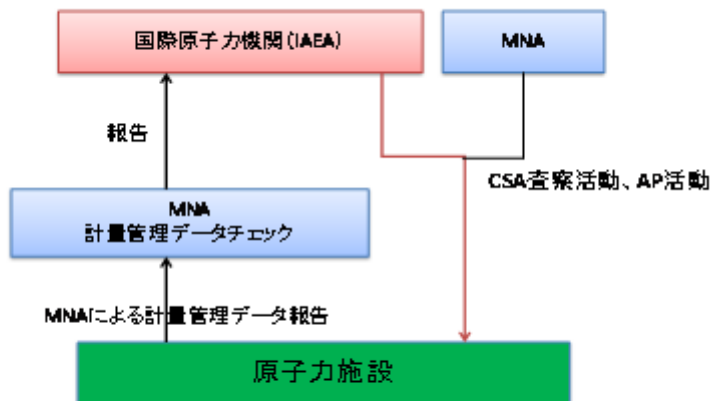 国際原子力機関(IAEA)
MNA
報告
CSA査察活動、AP活動
MNA
計量管理データチェック
MNAによる計量管理データ報告
原子力施設